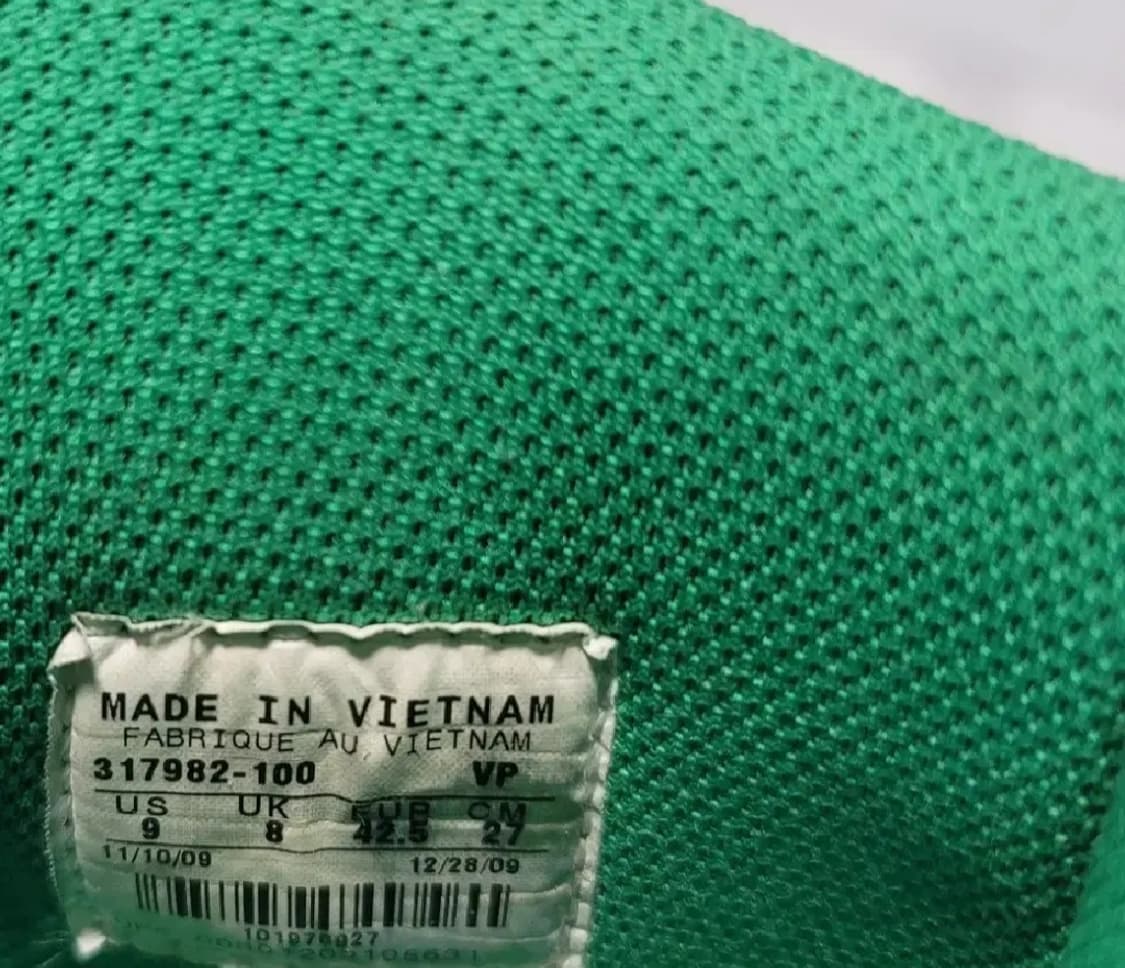 MADE IN VIETNAM
FABRIQUE AU VIETNAM
317982-100 VP
US UK EUR CM
9 8 42.5 27
11/10/09 12/28/09